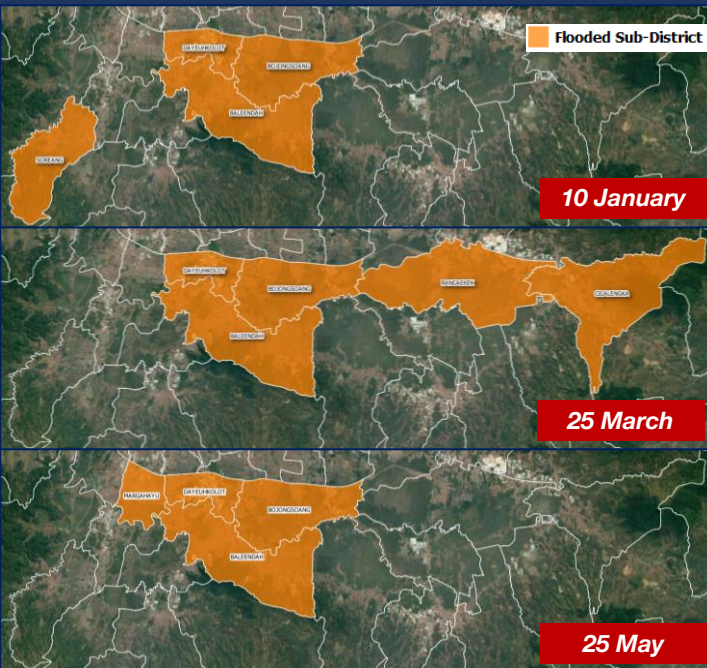 Flooded Sub-District
DAYEUHKOLOT
BOJONGSOANG
BALEENDAH
SOREANG
10 January
DAYEUHKOLOT
BOJONGSOANG
RANCAEKEK
CICALENGKA
BALEENDAH
25 March
MARGAHAYU
DAYEUHKOLOT
BOJONGSOANG
BALEENDAH
25 May